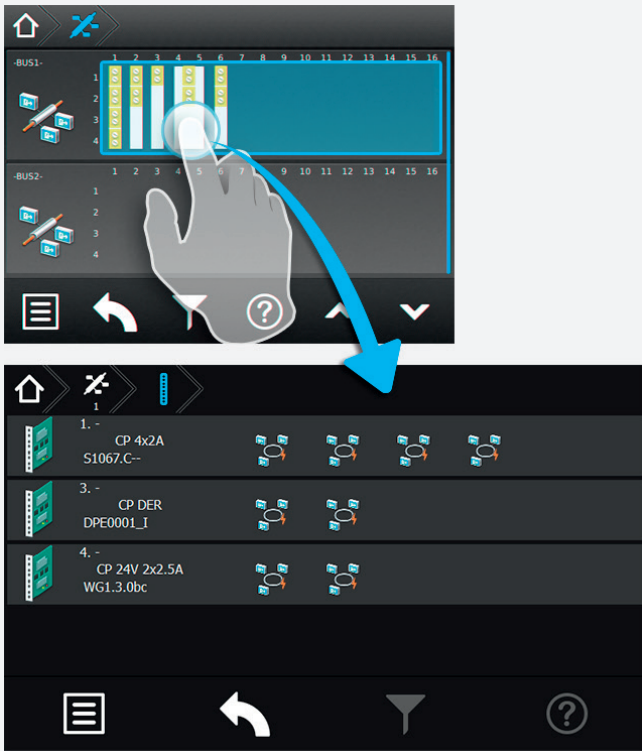 -BUS1-
1 2 3 4 5 6 7 8 9 10 11 12 13 14 15 16
1
2
3
4
-BUS2-
1 2 3 4 5 6 7 9 10 11 12 13 14 15 16
1
2
3
4
?
1
1. -
CP 4x2A
S1067.C--
3. -
CP DER
DPE0001_I
4. -
CP 24V 2x2.5A
WG1.3.0bc
?